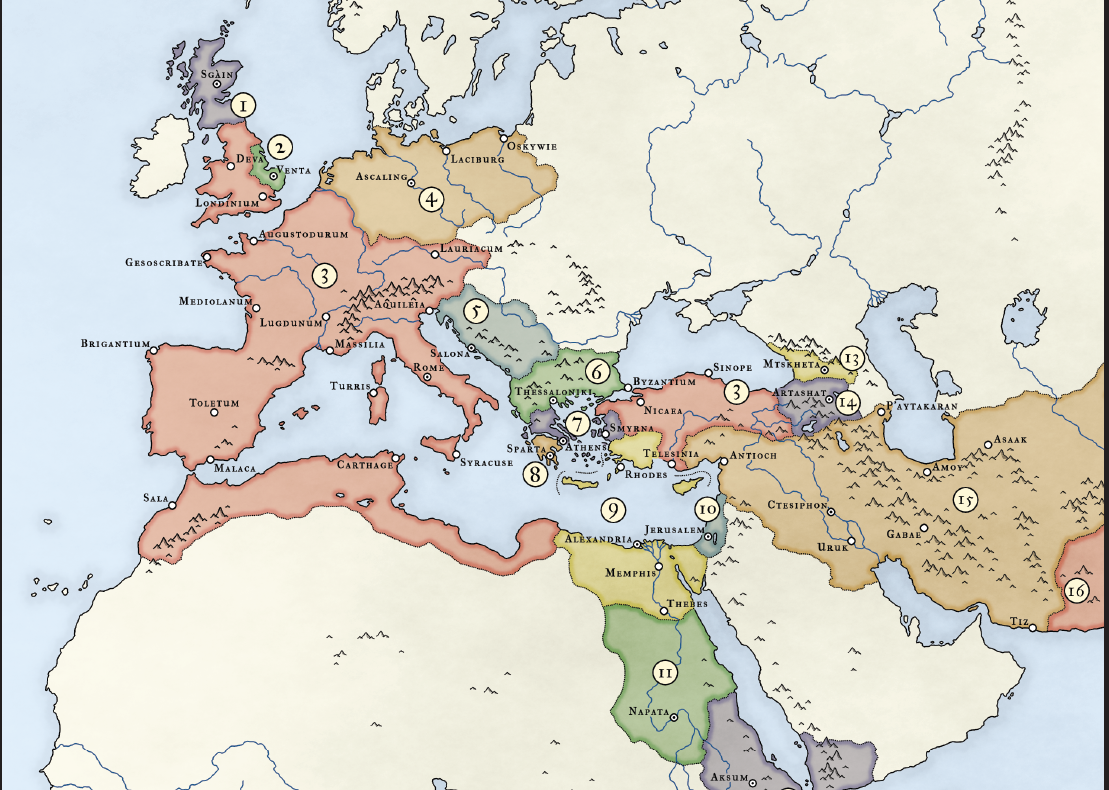 Sgàin
1
2
Deva
Venta
Londinium
Oskywie
Laciburg
Ascaling
4
Augustodurum
Gesoscribate
Lauriacum
3
Mediolanum
Lugdunum
Aquileia
5
Brigantium
Massilia
Salona
Rome
Turris
Toletum
Malaca
Carthage
Syracuse
Sala
6
Thessaloniki
Byzantium
Sinope
3
Nicaea
7
Smyrna
Sparta
Athens
8
Telesinia
Rhodes
Antioch
Mtskheta
13
Artashat
14
P'aytakaran
Asaak
Amoy
15
Ctesiphon
Gabae
Uruk
9
10
Jerusalem
Alexandria
Memphis
Thebes
16
Tiz
11
Napata
Aksum